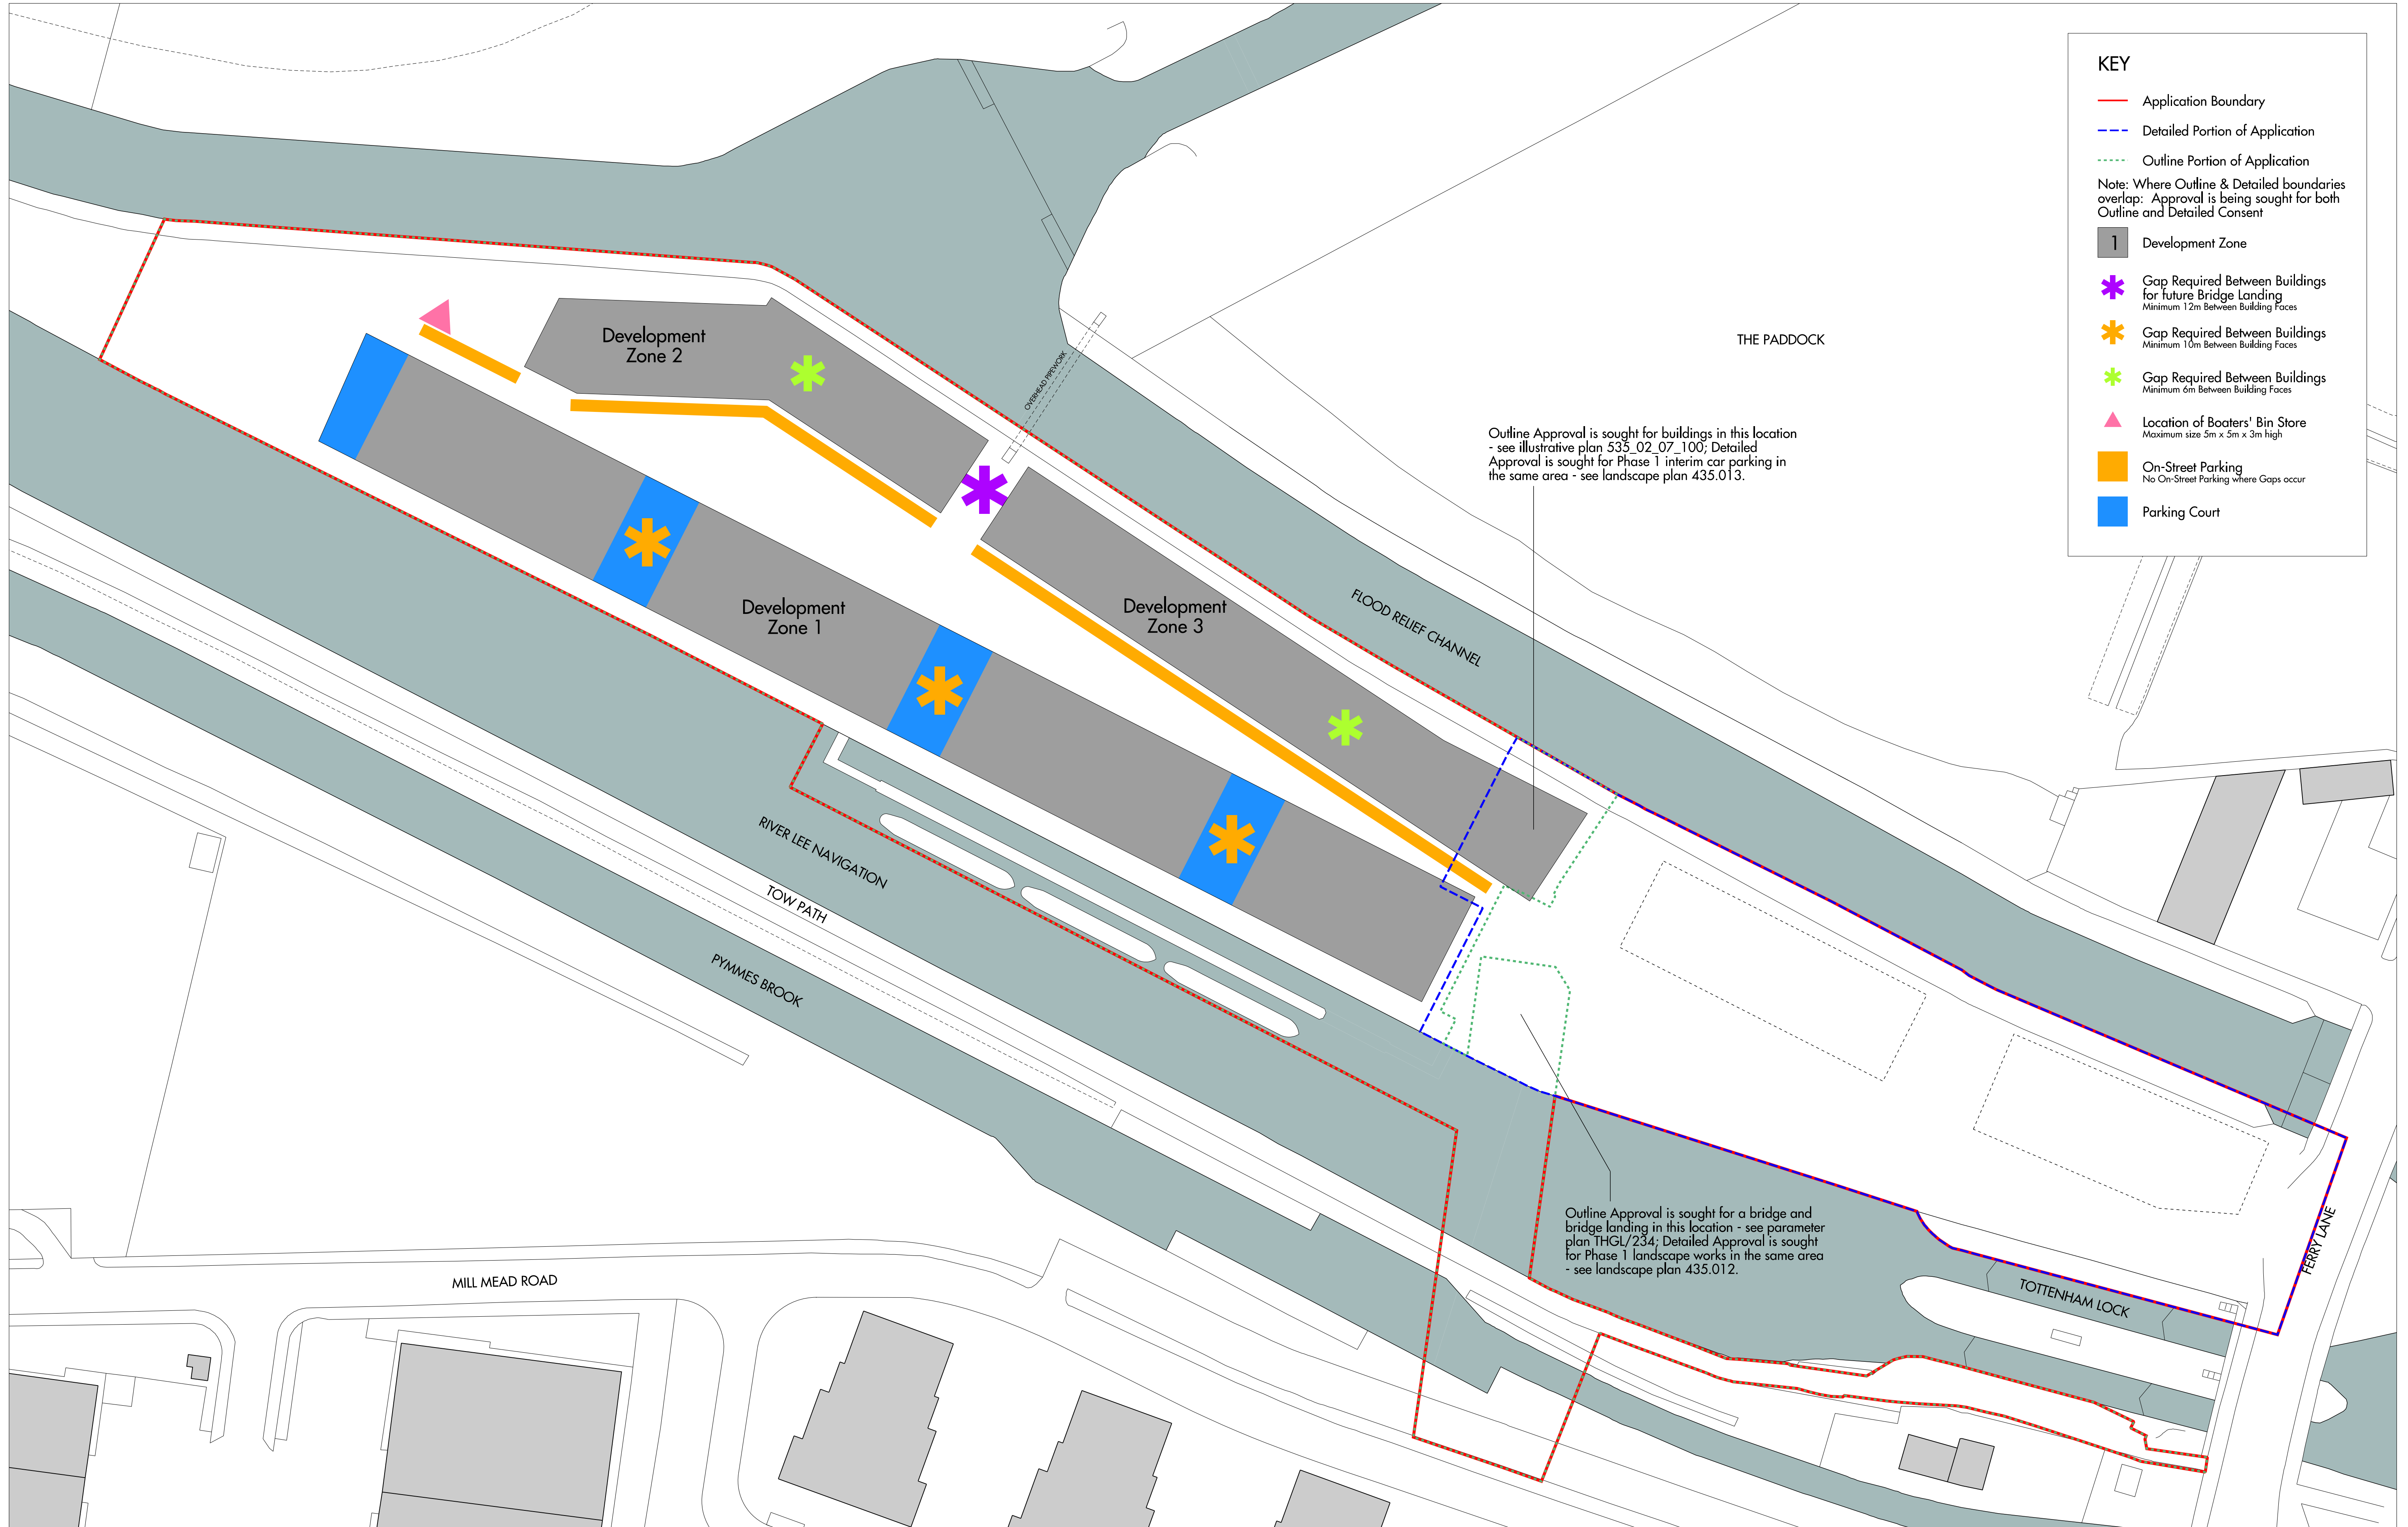 KEY
Application Boundary
Detailed Portion of Application
Outline Portion of Application
Note: Where Outline & Detailed boundaries
overlap: Approval is being sought for both
Outline and Detailed Consent
1
Development Zone
Gap Required Between Buildings
for future Bridge Landing
Minimum 12m Between Building Faces
Gap Required Between Buildings
Minimum 10m Between Building Faces
Gap Required Between Buildings
Minimum 6m Between Building Faces
Location of Boaters' Bin Store
Maximum size 5m x 5m x 3m high
On-Street Parking
No On-Street Parking where Gaps occur
Parking Court
Development
Zone 2
THE PADDOCK
OVERHEAD PIPEWORK
Outline Approval is sought for buildings in this location
- see illustrative plan 535_02_07_100; Detailed
Approval is sought for Phase 1 interim car parking in
the same area - see landscape plan 435.013.
Development
Zone 1
Development
Zone 3
FLOOD RELIEF CHANNEL
RIVER LEE NAVIGATION
TOW PATH
PYMMES BROOK
Outline Approval is sought for a bridge and
bridge landing in this location - see parameter
plan THGL/234; Detailed Approval is sought
for Phase 1 landscape works in the same area
- see landscape plan 435.012.
FERRY LANE
MILL MEAD ROAD
TOTTENHAM LOCK